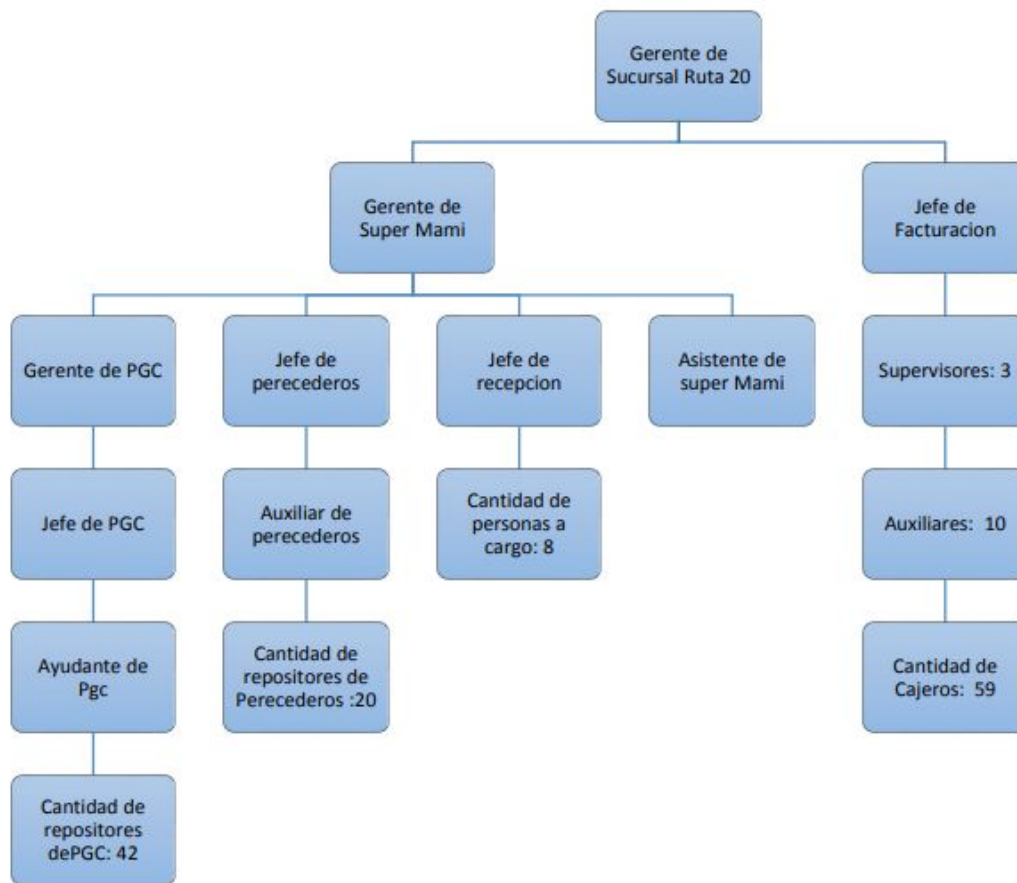 Gerente de
Sucursal Ruta 20
Gerente de
Super Mami
Jefe de
Facturacion
Gerente de PGC
Jefe de
perecederos
Jefe de
recepcion
Asistente de
super Mami
Supervisores: 3
Jefe de PGC
Auxiliar de
perecederos
Cantidad de
personas a
cargo: 8
Auxiliares: 10
Ayudante de
Pgc
Cantidad de
repositores de
Perecederos :20
Cantidad de
Cajeros: 59
Cantidad de
repositores
dePGC: 42